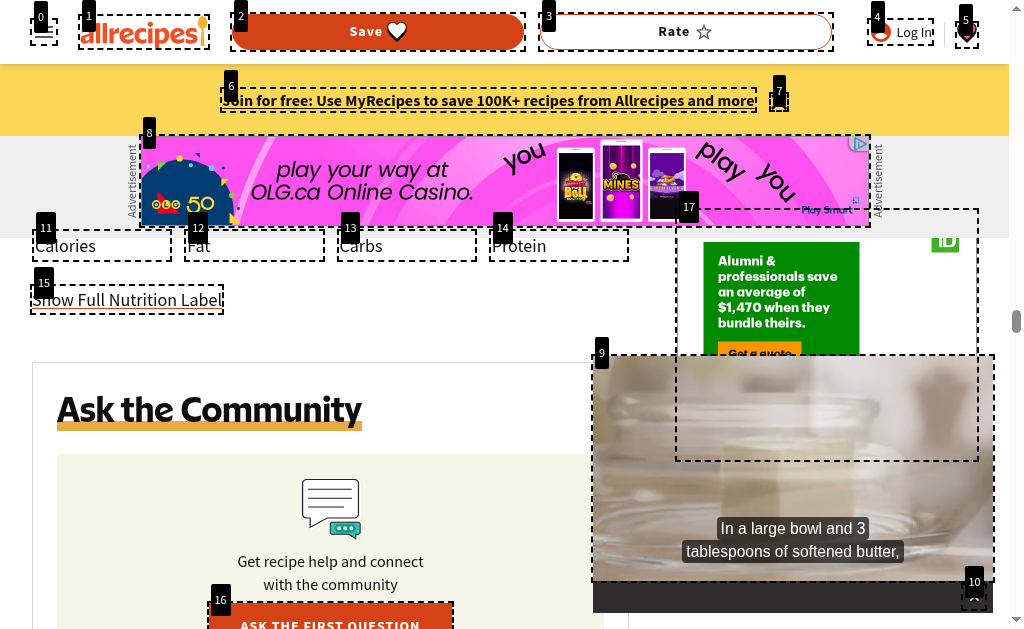 0
1
2
3
4
5
allrecipes
Save
Rate
Log In
6
7
Join for free: Use MyRecipes to save 100K+ recipes from Allrecipes and more
8
Advertisement
OLG 50
play your way at
OLG.ca Online Casino.
you
MINES
play
you
Play Smart
Advertisement
17
11
12
13
14
Calories
Fat
Carbs
Protein
TD
15
Show Full Nutrition Label
Alumni &
professionals save
an average of
$1,470 when they
bundle theirs.
Get a quote
9
Ask the Community
In a large bowl and 3
tablespoons of softened butter,
Get recipe help and connect
with the community
10
16
ASK THE FIRST QUESTION